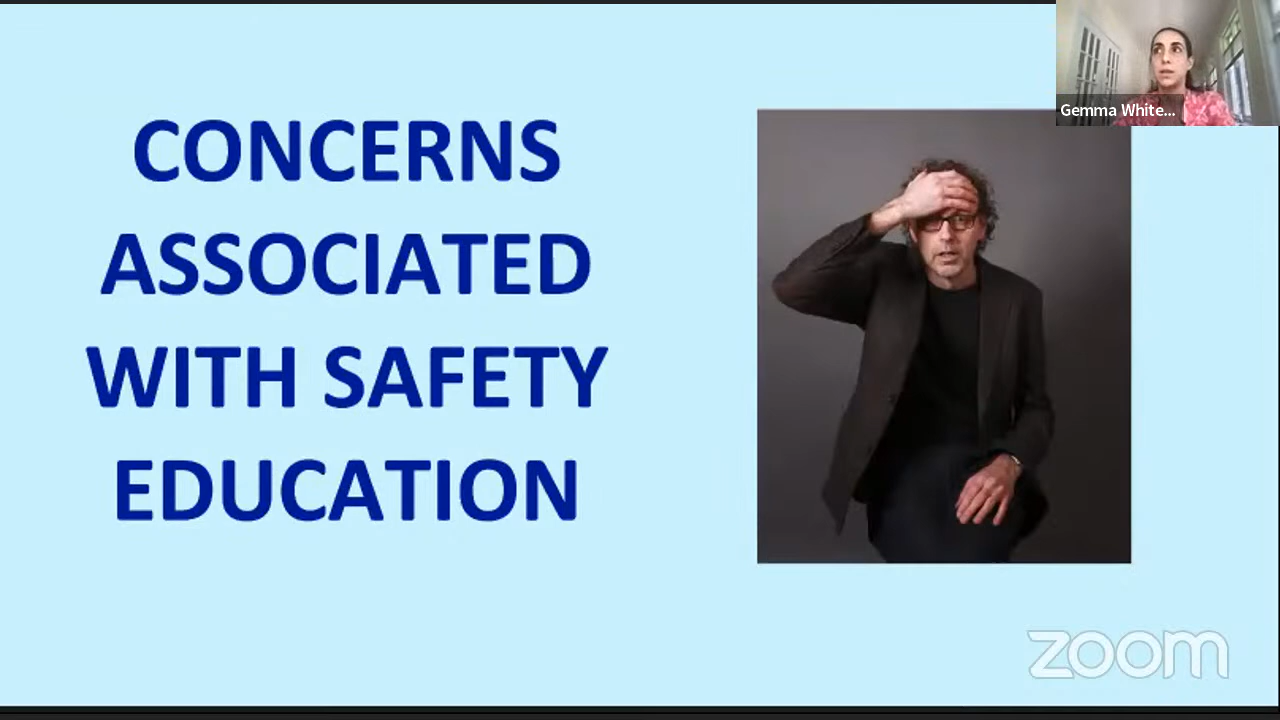 CONCERNS
ASSOCIATED
WITH SAFETY
EDUCATION
Gemma White...
zoom